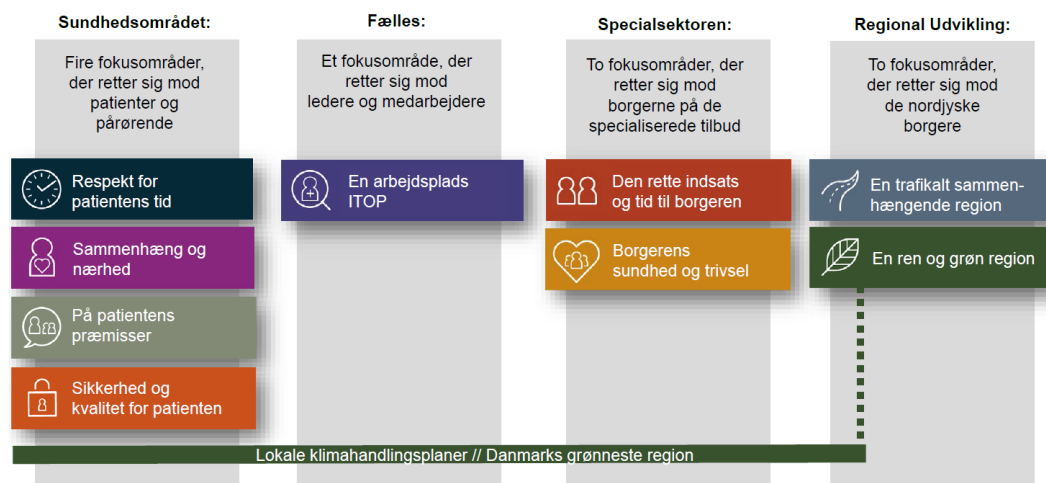 Sundhedsområdet:
Fire fokusområder,
der retter sig mod
patienter og
pårørende
Respekt for
patientens tid
Sammenhæng og
nærhed
På patientens
præmisser
Sikkerhed og
kvalitet for patienten
Fælles:
Et fokusområde, der
retter sig mod
ledere og medarbejdere
En arbejdsplads
ITOP
Specialsektoren:
To fokusområder, der
retter sig mod
borgerne på de
specialiserede tilbud
Den rette indsats
og tid til borgeren
Borgerens
sundhed og trivsel
Regional Udvikling:
To fokusområder,
der retter sig mod
de nordjyske
borgere
En trafikalt sammen-
hængende region
En ren og grøn region
Lokale klimahandlingsplaner // Danmarks grønneste region